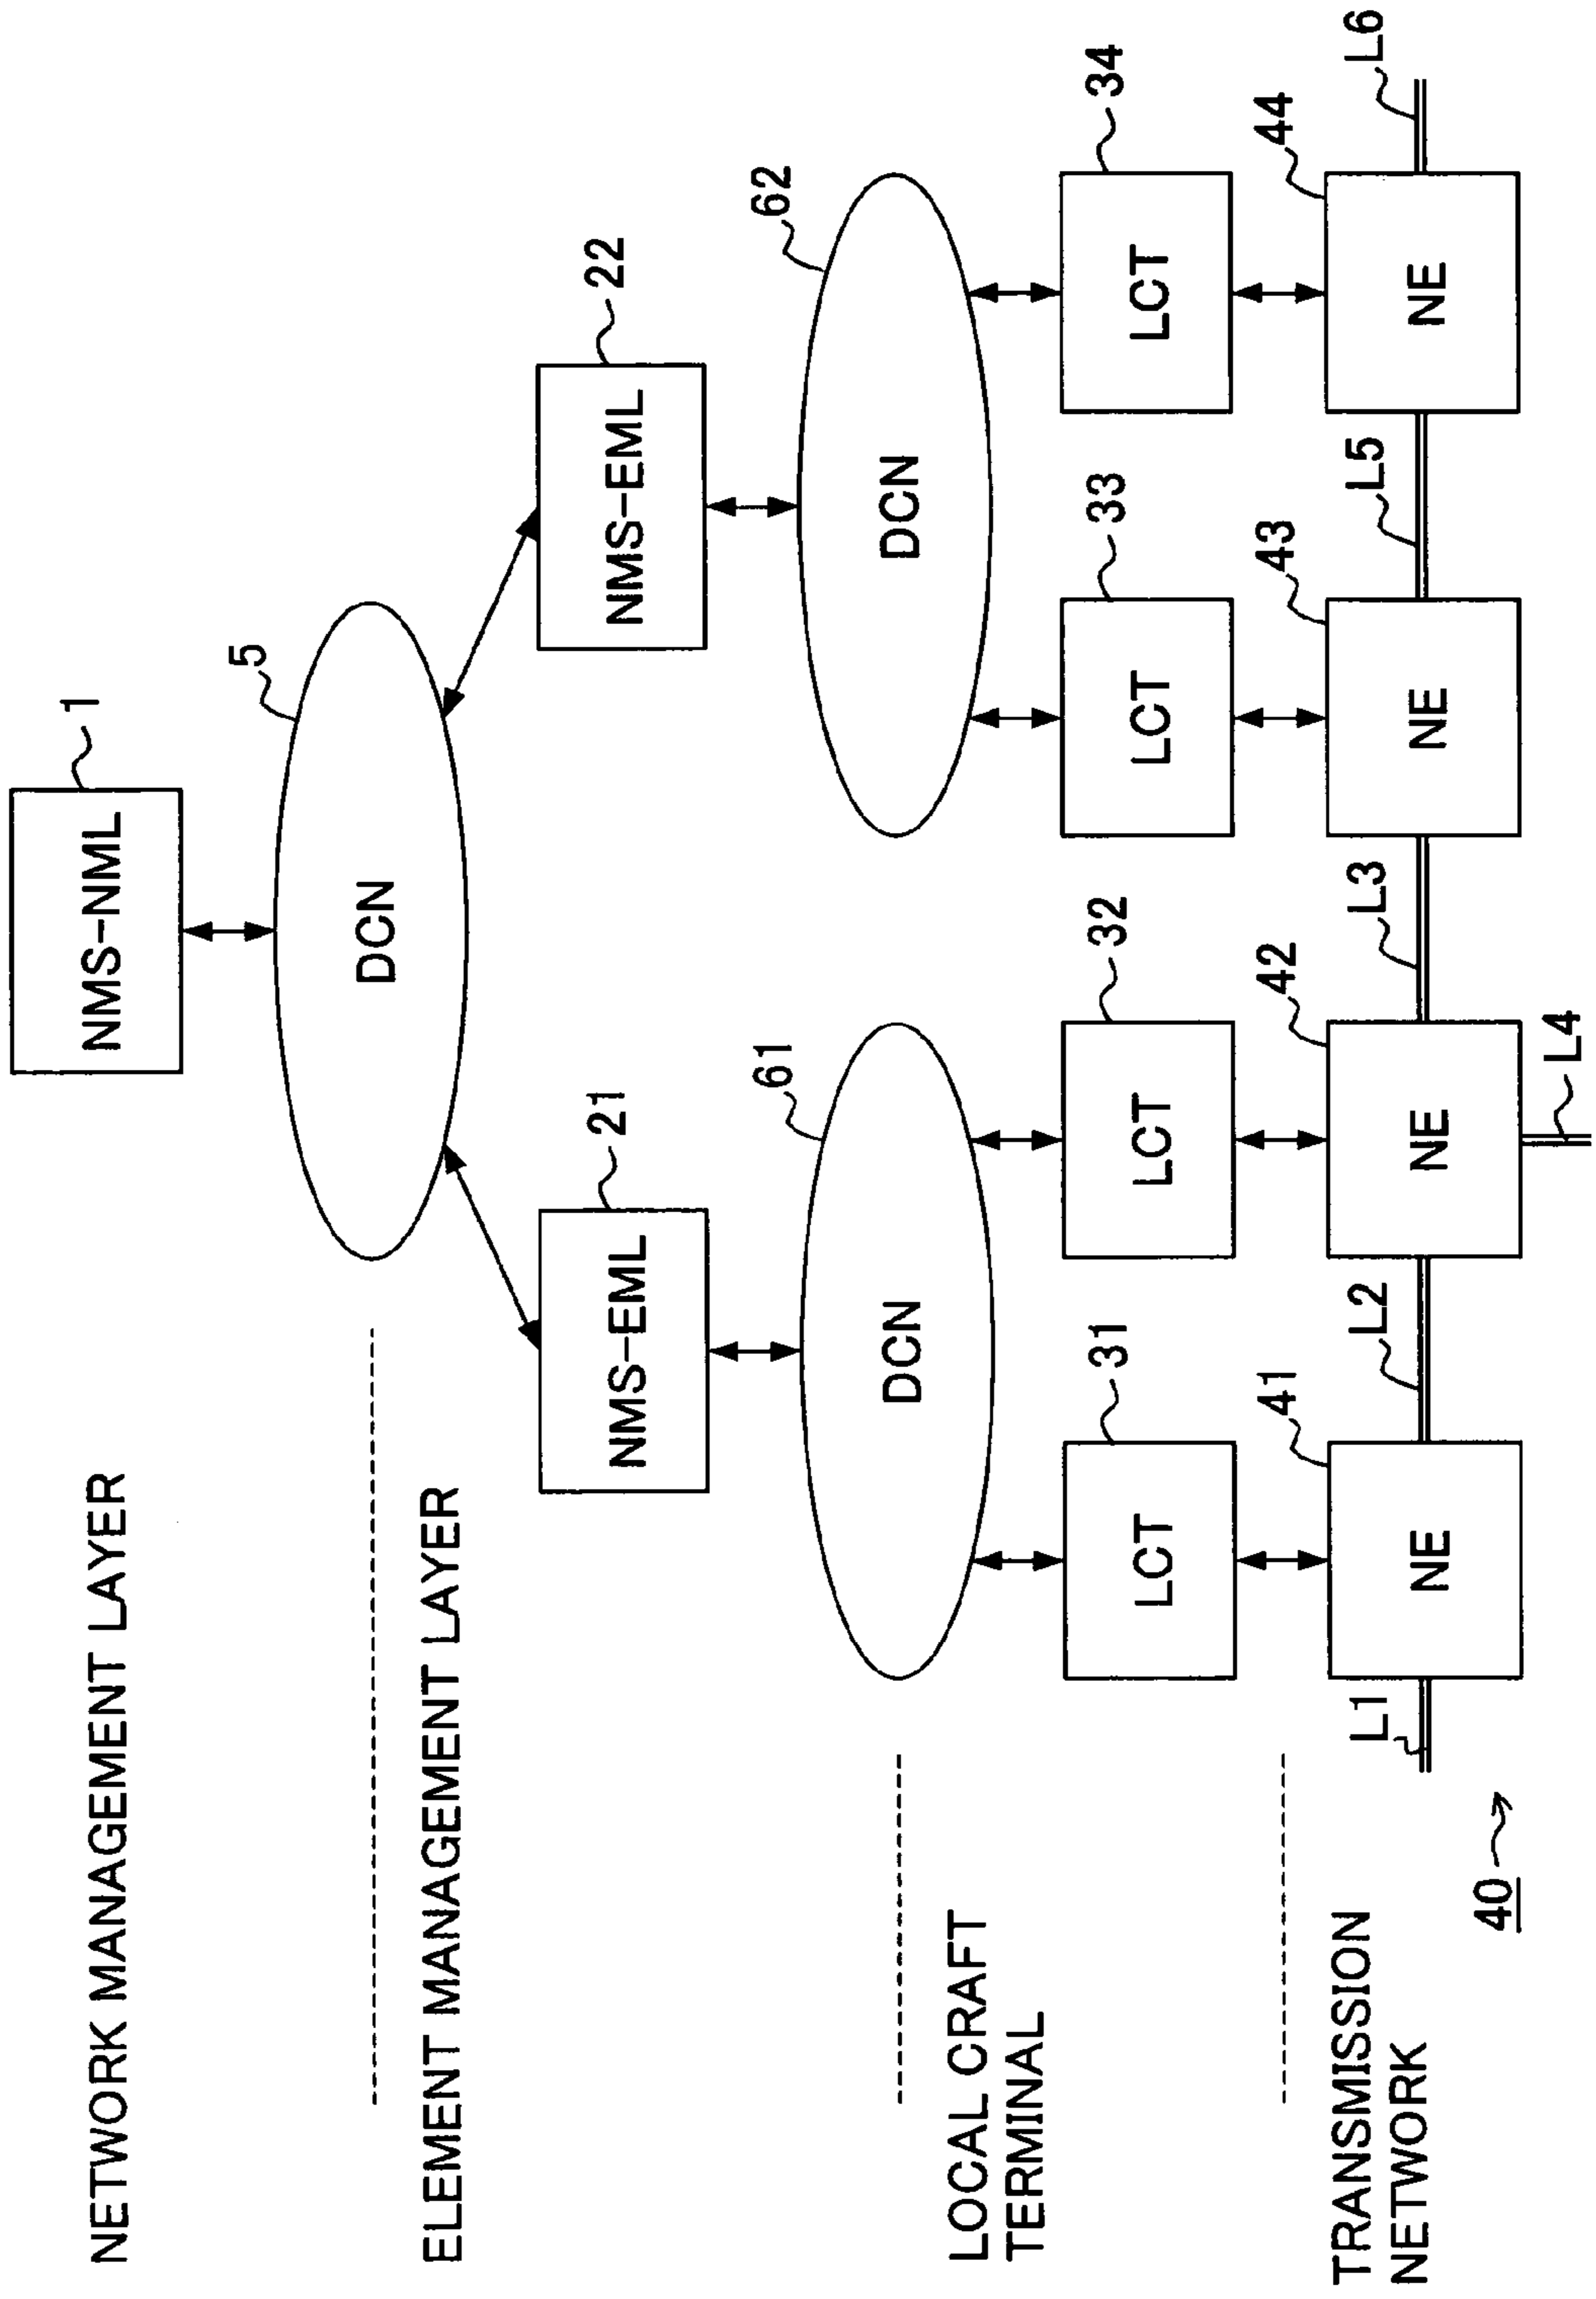 NETWORK MANAGEMENT LAYER
NMS-NML
1
DCN
5
ELEMENT MANAGEMENT LAYER
NMS-EML
21
NMS-EML
22
DCN
61
DCN
62
LOCAL CRAFT
TERMINAL
LCT
31
LCT
32
LCT
33
LCT
34
TRANSMISSION
NETWORK
40
L1
NE
41
L2
NE
42
L4
L3
NE
43
L5
NE
44
L6